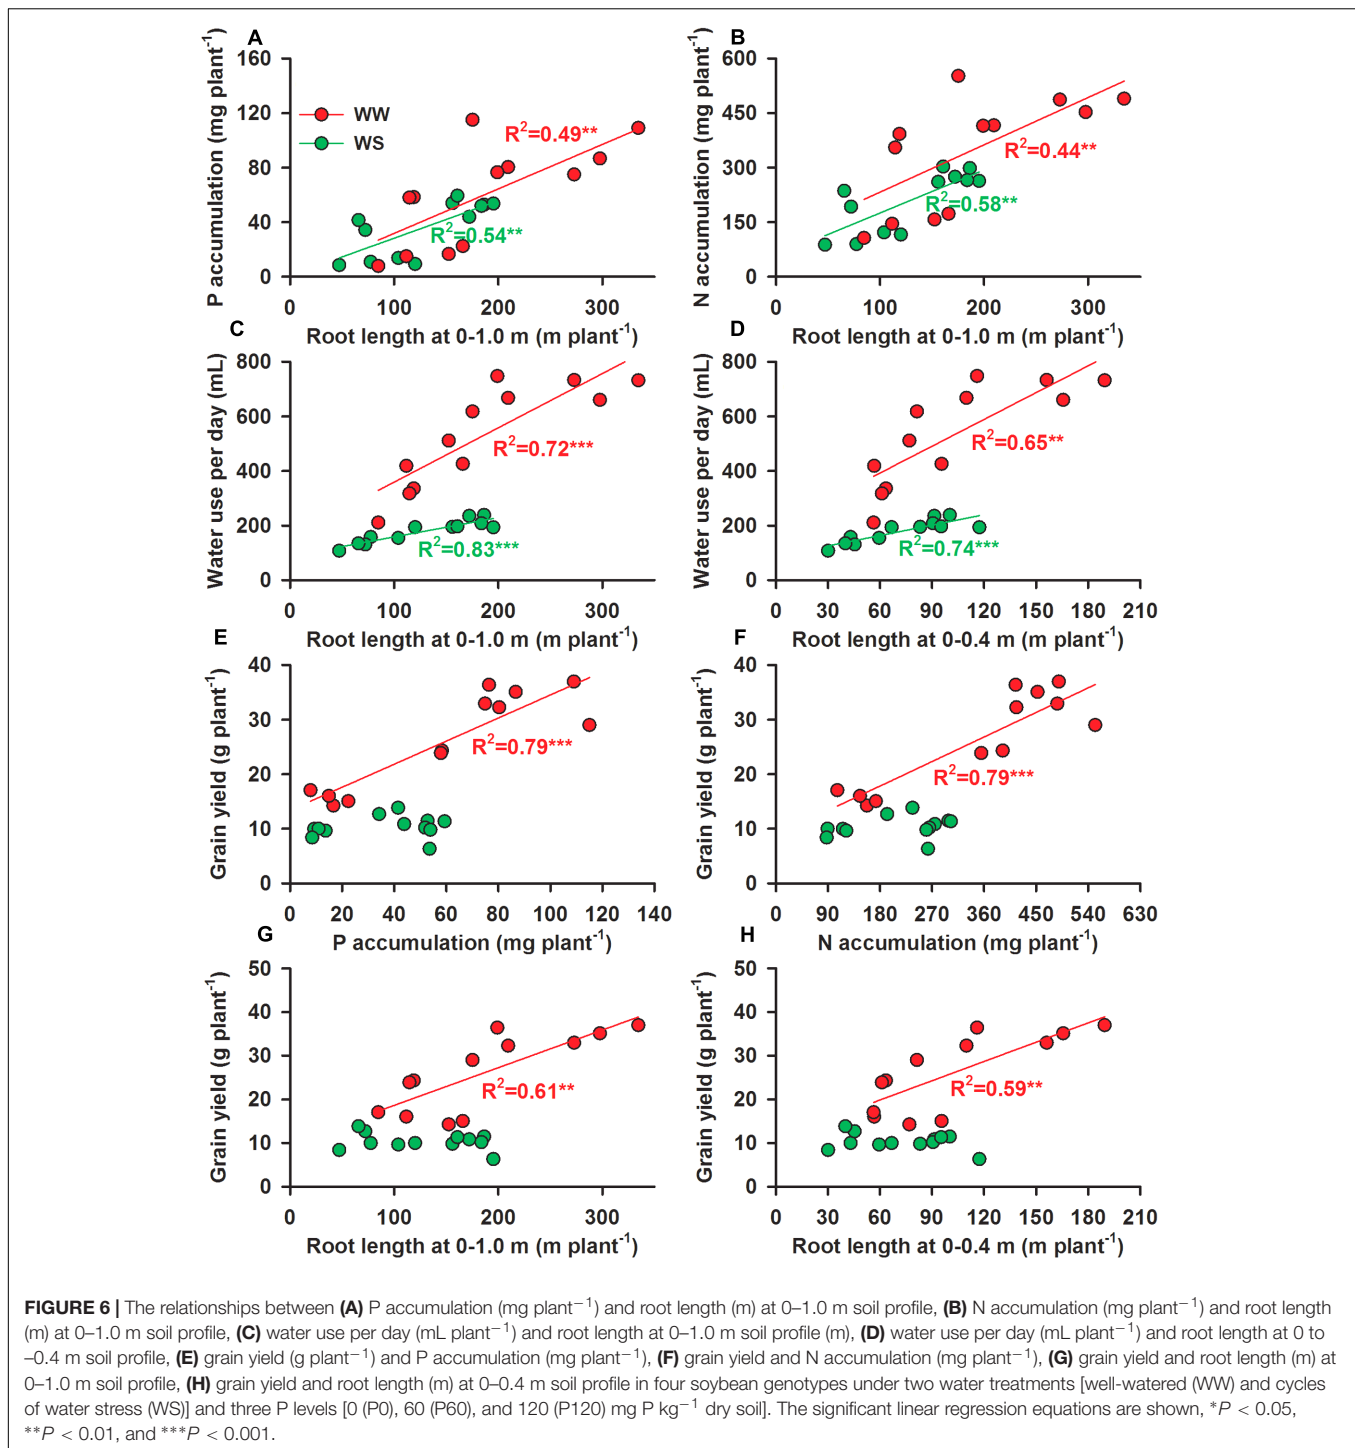 A
B
P accumulation (mg plant⁻¹)
160
120
80
40
0
WW
WS
R²=0.49**
R²=0.54**
0 100 200 300
Root length at 0-1.0 m (m plant⁻¹)
N accumulation (mg plant⁻¹)
600
450
300
150
0
R²=0.44**
R²=0.58**
0 100 200 300
Root length at 0-1.0 m (m plant⁻¹)
C
D
Water use per day (mL)
800
600
400
200
0
R²=0.72***
R²=0.83***
0 100 200 300
Root length at 0-1.0 m (m plant⁻¹)
Water use per day (mL)
800
600
400
200
0
R²=0.65**
R²=0.74***
0 30 60 90 120 150 180 210
Root length at 0-0.4 m (m plant⁻¹)
E
F
Grain yield (g plant⁻¹)
40
30
20
10
0
R²=0.79***
0 20 40 60 80 100 120 140
P accumulation (mg plant⁻¹)
Grain yield (g plant⁻¹)
40
30
20
10
0
R²=0.79***
0 90 180 270 360 450 540 630
N accumulation (mg plant⁻¹)
G
H
Grain yield (g plant⁻¹)
50
40
30
20
10
0
R²=0.61**
0 100 200 300
Root length at 0-1.0 m (m plant⁻¹)
Grain yield (g plant⁻¹)
50
40
30
20
10
0
R²=0.59**
0 30 60 90 120 150 180 210
Root length at 0-0.4 m (m plant⁻¹)
FIGURE 6 | The relationships between (A) P accumulation (mg plant⁻¹) and root length (m) at 0–1.0 m soil profile, (B) N accumulation (mg plant⁻¹) and root length
(m) at 0–1.0 m soil profile, (C) water use per day (mL plant⁻¹) and root length at 0–1.0 m soil profile (m), (D) water use per day (mL plant⁻¹) and root length at 0 to
–0.4 m soil profile, (E) grain yield (g plant⁻¹) and P accumulation (mg plant⁻¹), (F) grain yield and N accumulation (mg plant⁻¹), (G) grain yield and root length (m) at
0–1.0 m soil profile, (H) grain yield and root length (m) at 0–0.4 m soil profile in four soybean genotypes under two water treatments [well-watered (WW) and cycles
of water stress (WS)] and three P levels [0 (P0), 60 (P60), and 120 (P120) mg P kg⁻¹ dry soil]. The significant linear regression equations are shown, *P < 0.05,
**P < 0.01, and ***P < 0.001.